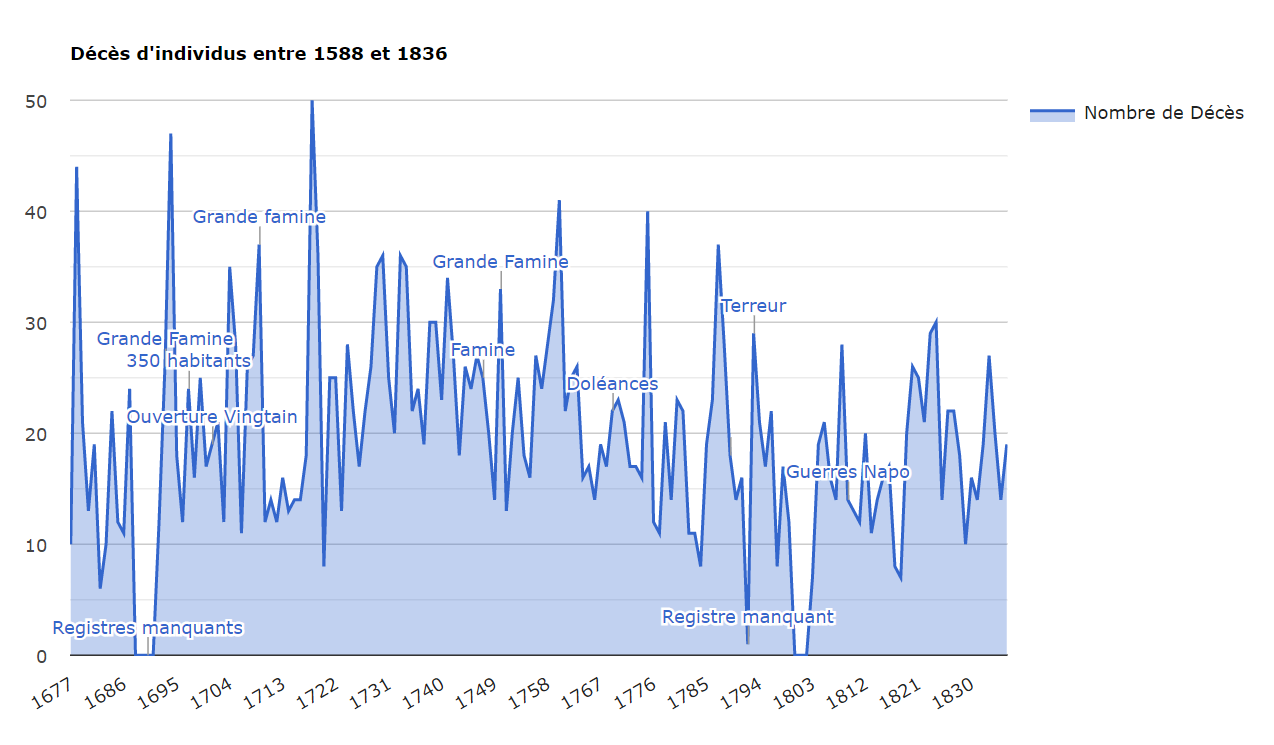 Décès d'individus entre 1588 et 1836
50
40
30
20
10
0
Nombre de Décès
Grande famine
Grande Famine
Terreur
Grande Famine
350 habitants
Famine
Doléances
Ouverture Vingtain
Guerres Napo
Registre manquant
Registres manquants
1677
1686
1695
1704
1713
1722
1731
1740
1749
1758
1767
1776
1785
1794
1803
1812
1821
1830